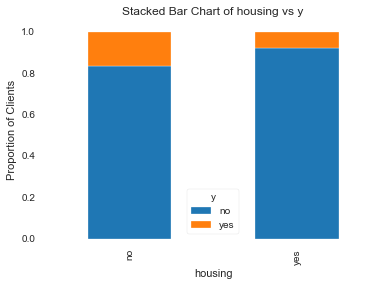 Stacked Bar Chart of housing vs y
1.0
0.8
0.6
0.4
0.2
0.0
Proportion of Clients
y
no
yes
no
yes
housing